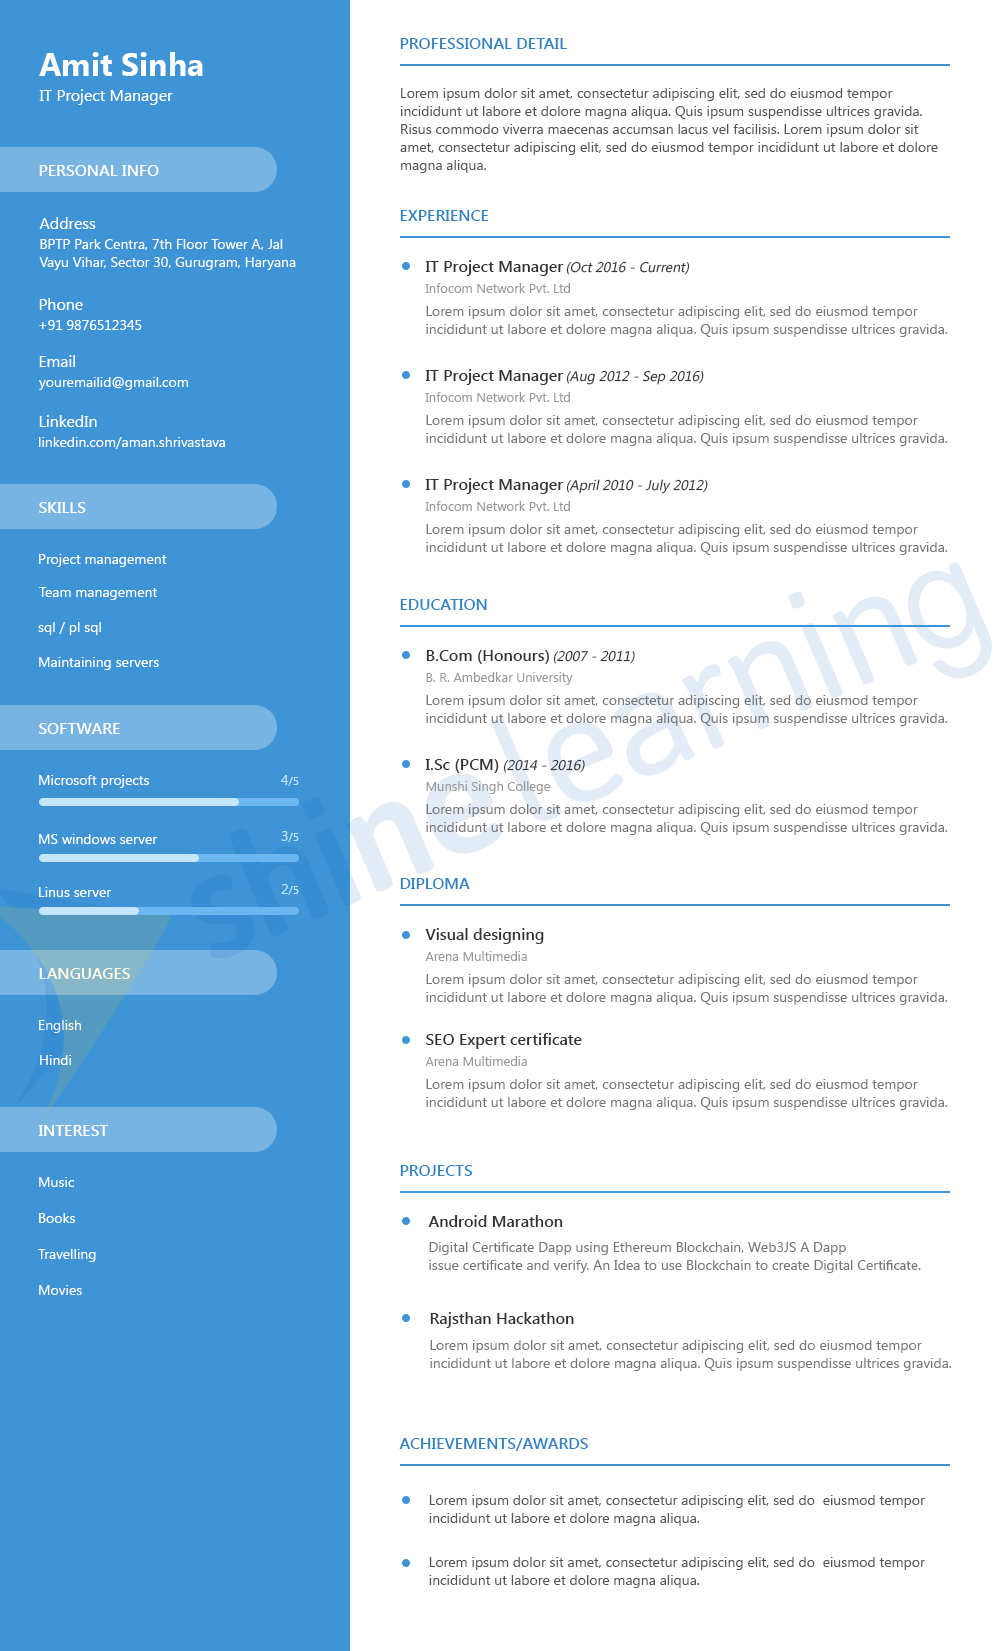 Amit Sinha
IT Project Manager
PERSONAL INFO
Address
BPTP Park Centra, 7th Floor Tower A, Jal
Vayu Vihar, Sector 30, Gurugram, Haryana
Phone
+91 9876512345
Email
youremailid@gmail.com
LinkedIn
linkedin.com/aman.shrivastava
SKILLS
Project management
Team management
sql / pl sql
Maintaining servers
SOFTWARE
Microsoft projects 4/5
MS windows server 3/5
Linus server 2/5
LANGUAGES
English
Hindi
INTEREST
Music
Books
Travelling
Movies
PROFESSIONAL DETAIL
Lorem ipsum dolor sit amet, consectetur adipiscing elit, sed do eiusmod tempor
incididunt ut labore et dolore magna aliqua. Quis ipsum suspendisse ultrices gravida.
Risus commodo viverra maecenas accumsan lacus vel facilisis. Lorem ipsum dolor sit
amet, consectetur adipiscing elit, sed do eiusmod tempor incididunt ut labore et dolore
magna aliqua.
EXPERIENCE
IT Project Manager (Oct 2016 - Current)
Infocom Network Pvt. Ltd
Lorem ipsum dolor sit amet, consectetur adipiscing elit, sed do eiusmod tempor
incididunt ut labore et dolore magna aliqua. Quis ipsum suspendisse ultrices gravida.
IT Project Manager (Aug 2012 - Sep 2016)
Infocom Network Pvt. Ltd
Lorem ipsum dolor sit amet, consectetur adipiscing elit, sed do eiusmod tempor
incididunt ut labore et dolore magna aliqua. Quis ipsum suspendisse ultrices gravida.
IT Project Manager (April 2010 - July 2012)
Infocom Network Pvt. Ltd
Lorem ipsum dolor sit amet, consectetur adipiscing elit, sed do eiusmod tempor
incididunt ut labore et dolore magna aliqua. Quis ipsum suspendisse ultrices gravida.
EDUCATION
B.Com (Honours) (2007 - 2011)
B. R. Ambedkar University
Lorem ipsum dolor sit amet, consectetur adipiscing elit, sed do eiusmod tempor
incididunt ut labore et dolore magna aliqua. Quis ipsum suspendisse ultrices gravida.
I.Sc (PCM) (2014 - 2016)
Munshi Singh College
Lorem ipsum dolor sit amet, consectetur adipiscing elit, sed do eiusmod tempor
incididunt ut labore et dolore magna aliqua. Quis ipsum suspendisse ultrices gravida.
DIPLOMA
Visual designing
Arena Multimedia
Lorem ipsum dolor sit amet, consectetur adipiscing elit, sed do eiusmod tempor
incididunt ut labore et dolore magna aliqua. Quis ipsum suspendisse ultrices gravida.
SEO Expert certificate
Arena Multimedia
Lorem ipsum dolor sit amet, consectetur adipiscing elit, sed do eiusmod tempor
incididunt ut labore et dolore magna aliqua. Quis ipsum suspendisse ultrices gravida.
PROJECTS
Android Marathon
Digital Certificate Dapp using Ethereum Blockchain, Web3JS A Dapp
issue certificate and verify. An Idea to use Blockchain to create Digital Certificate.
Rajsthan Hackathon
Lorem ipsum dolor sit amet, consectetur adipiscing elit, sed do eiusmod tempor
incididunt ut labore et dolore magna aliqua. Quis ipsum suspendisse ultrices gravida.
ACHIEVEMENTS/AWARDS
Lorem ipsum dolor sit amet, consectetur adipiscing elit, sed do eiusmod tempor
incididunt ut labore et dolore magna aliqua.
Lorem ipsum dolor sit amet, consectetur adipiscing elit, sed do eiusmod tempor
incididunt ut labore et dolore magna aliqua.
shine learning